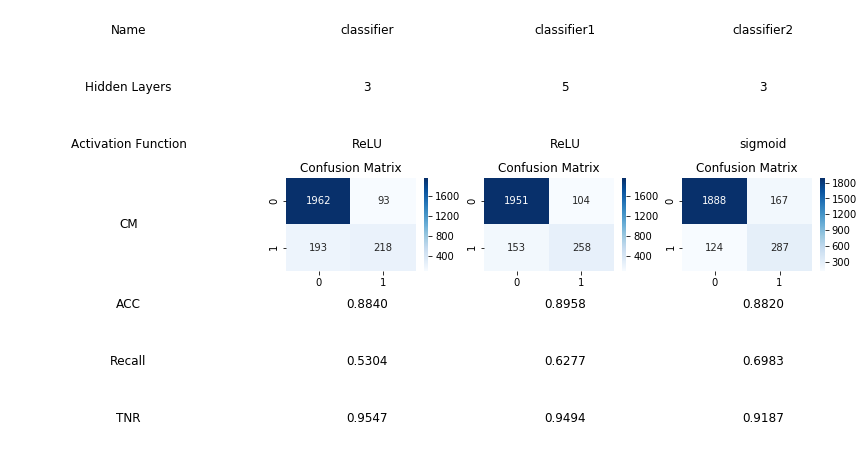 Name classifier classifier1 classifier2
Hidden Layers 3 5 3
Activation Function ReLU ReLU sigmoid
Confusion Matrix Confusion Matrix Confusion Matrix
CM
0 1962 93
1 193 218
0 1
1600
1200
800
400
0 1951 104
1 153 258
0 1
1600
1200
800
400
0 1888 167
1 124 287
0 1
1800
1500
1200
900
600
300
ACC 0.8840 0.8958 0.8820
Recall 0.5304 0.6277 0.6983
TNR 0.9547 0.9494 0.9187